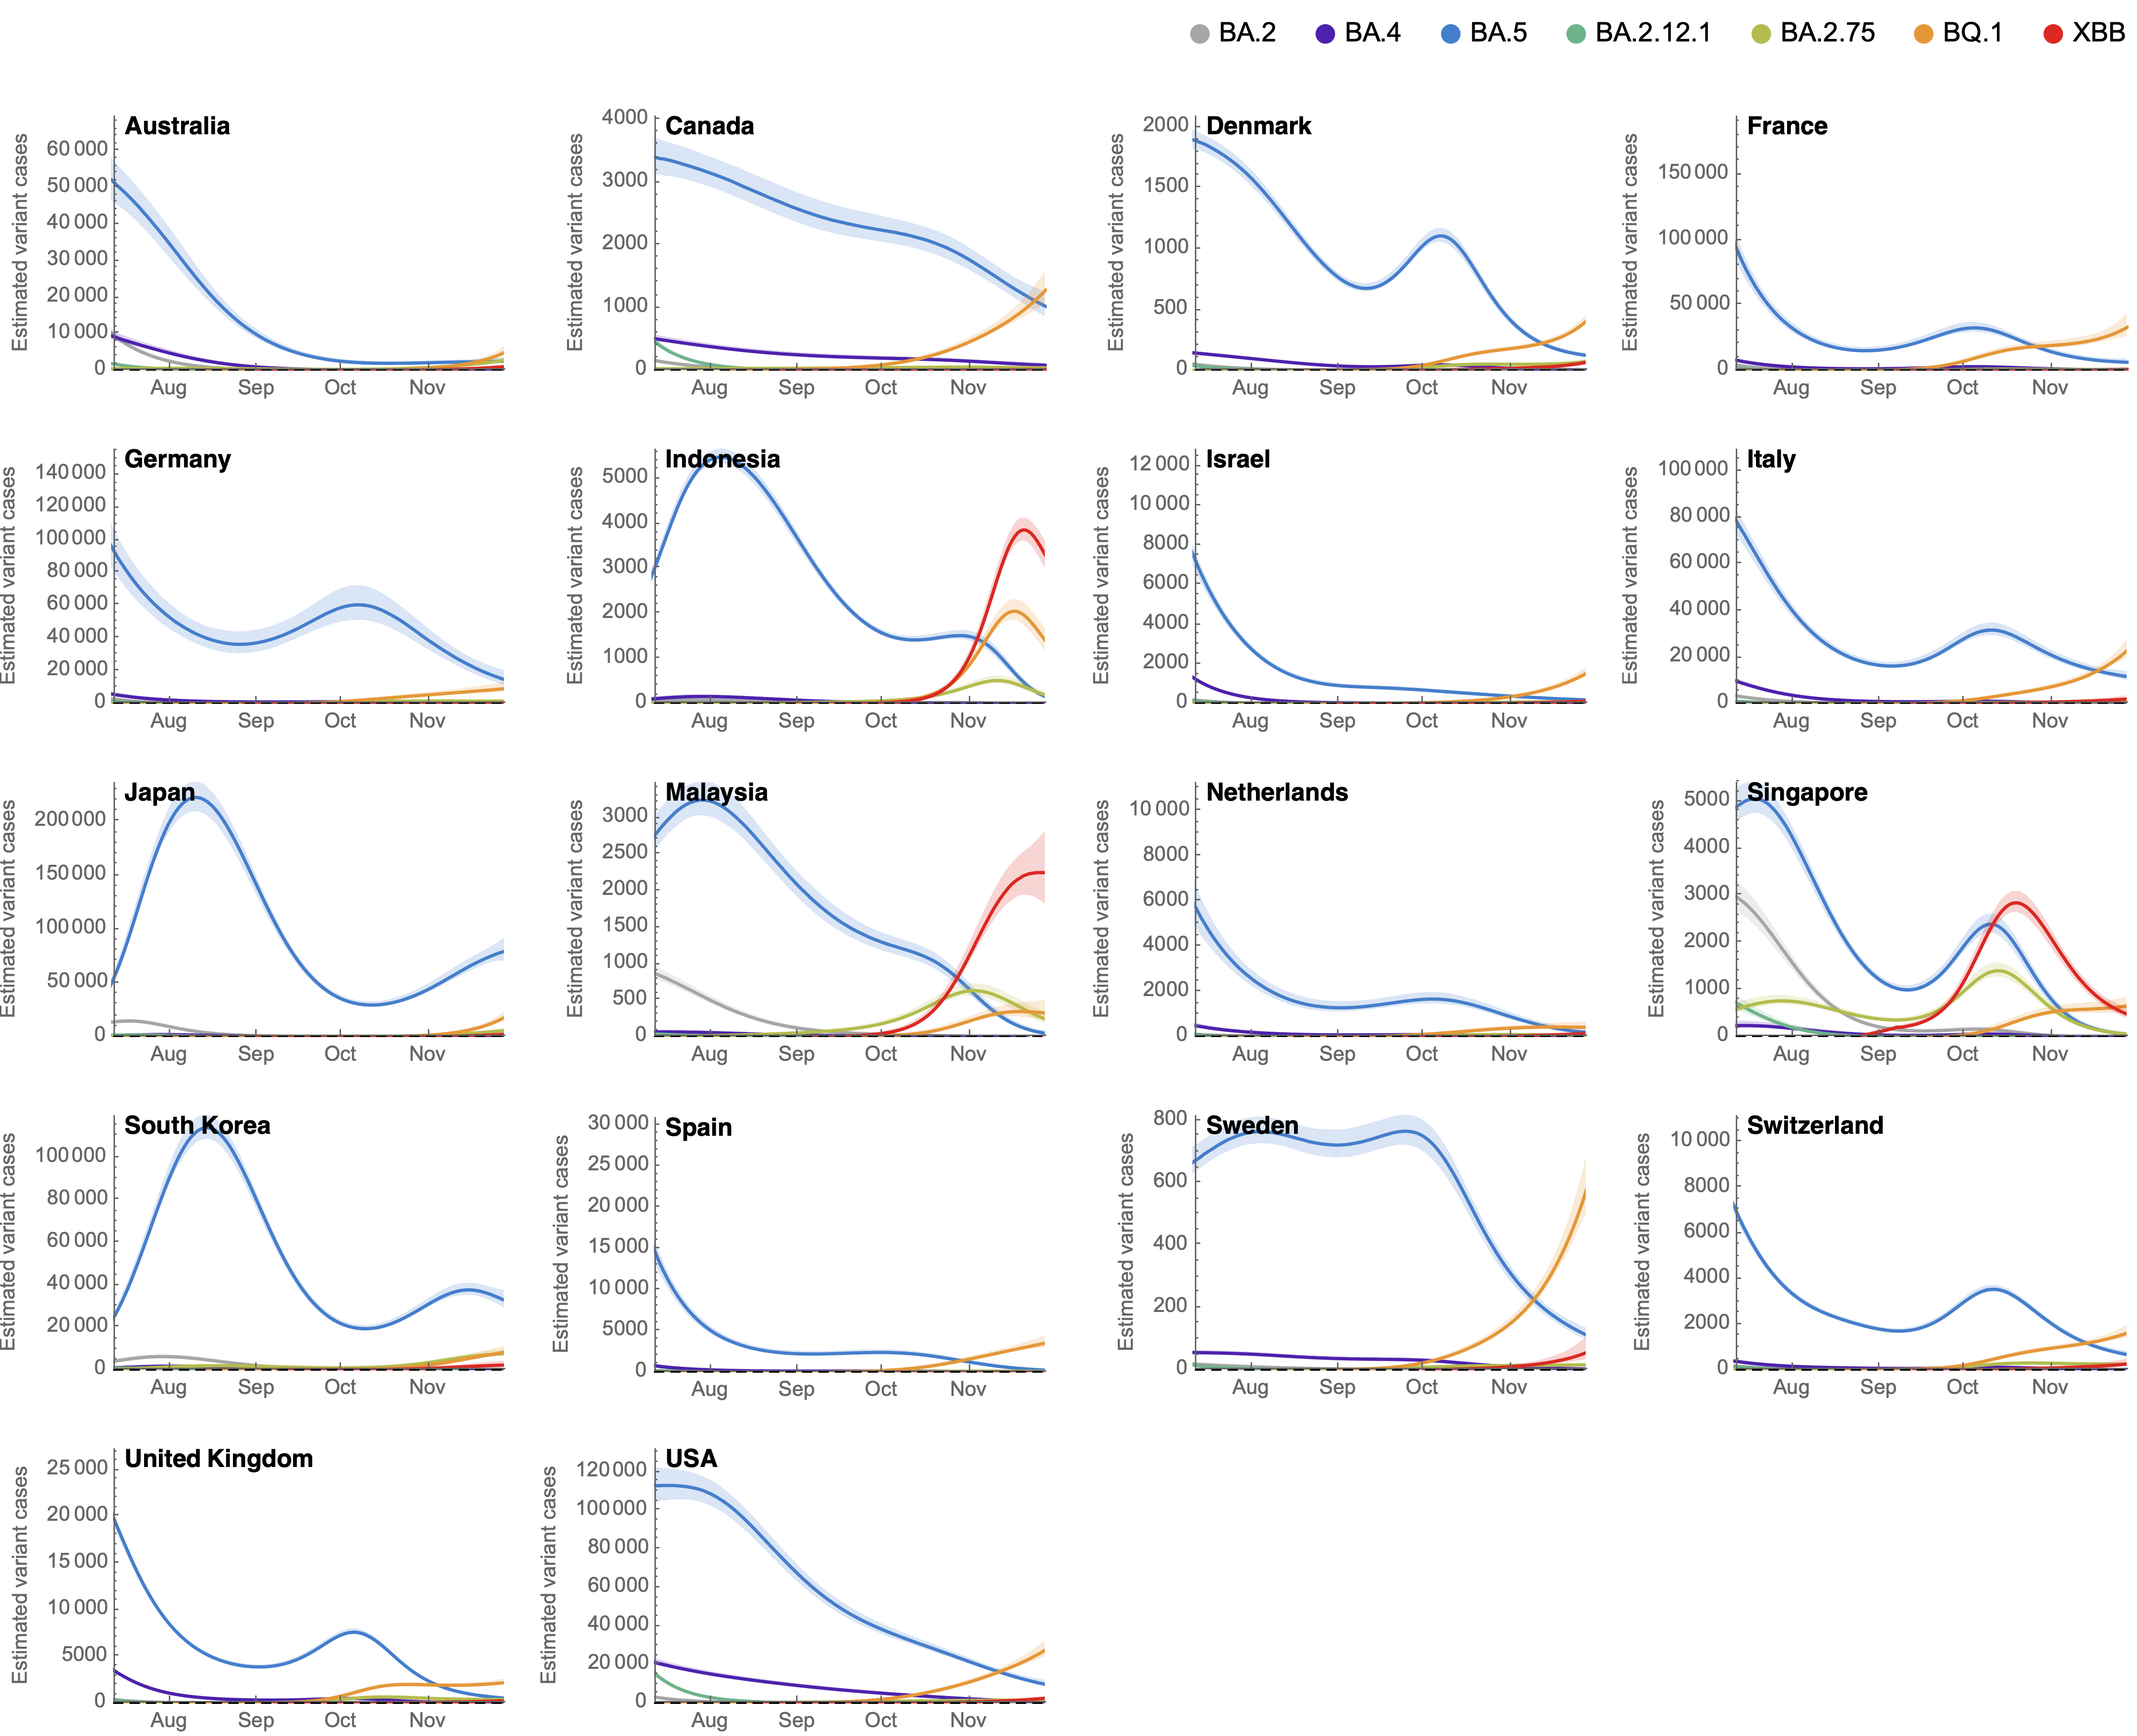 BA.2 BA.4 BA.5 BA.2.12.1 BA.2.75 BQ.1 XBB
Australia
Estimated variant cases
60 000
50 000
40 000
30 000
20 000
10 000
0
Aug Sep Oct Nov
Canada
Estimated variant cases
4000
3000
2000
1000
0
Aug Sep Oct Nov
Denmark
Estimated variant cases
2000
1500
1000
500
0
Aug Sep Oct Nov
France
Estimated variant cases
150 000
100 000
50 000
0
Aug Sep Oct Nov
Germany
Estimated variant cases
140 000
120 000
100 000
80 000
60 000
40 000
20 000
0
Aug Sep Oct Nov
Indonesia
Estimated variant cases
5000
4000
3000
2000
1000
0
Aug Sep Oct Nov
Israel
Estimated variant cases
12 000
10 000
8000
6000
4000
2000
0
Aug Sep Oct Nov
Italy
Estimated variant cases
100 000
80 000
60 000
40 000
20 000
0
Aug Sep Oct Nov
Japan
Estimated variant cases
200 000
150 000
100 000
50 000
0
Aug Sep Oct Nov
Malaysia
Estimated variant cases
3000
2500
2000
1500
1000
500
0
Aug Sep Oct Nov
Netherlands
Estimated variant cases
10 000
8000
6000
4000
2000
0
Aug Sep Oct Nov
Singapore
Estimated variant cases
5000
4000
3000
2000
1000
0
Aug Sep Oct Nov
South Korea
Estimated variant cases
100 000
80 000
60 000
40 000
20 000
0
Aug Sep Oct Nov
Spain
Estimated variant cases
30 000
25 000
20 000
15 000
10 000
5000
0
Aug Sep Oct Nov
Sweden
Estimated variant cases
800
600
400
200
0
Aug Sep Oct Nov
Switzerland
Estimated variant cases
10 000
8000
6000
4000
2000
0
Aug Sep Oct Nov
United Kingdom
Estimated variant cases
25 000
20 000
15 000
10 000
5000
0
Aug Sep Oct Nov
USA
Estimated variant cases
120 000
100 000
80 000
60 000
40 000
20 000
0
Aug Sep Oct Nov